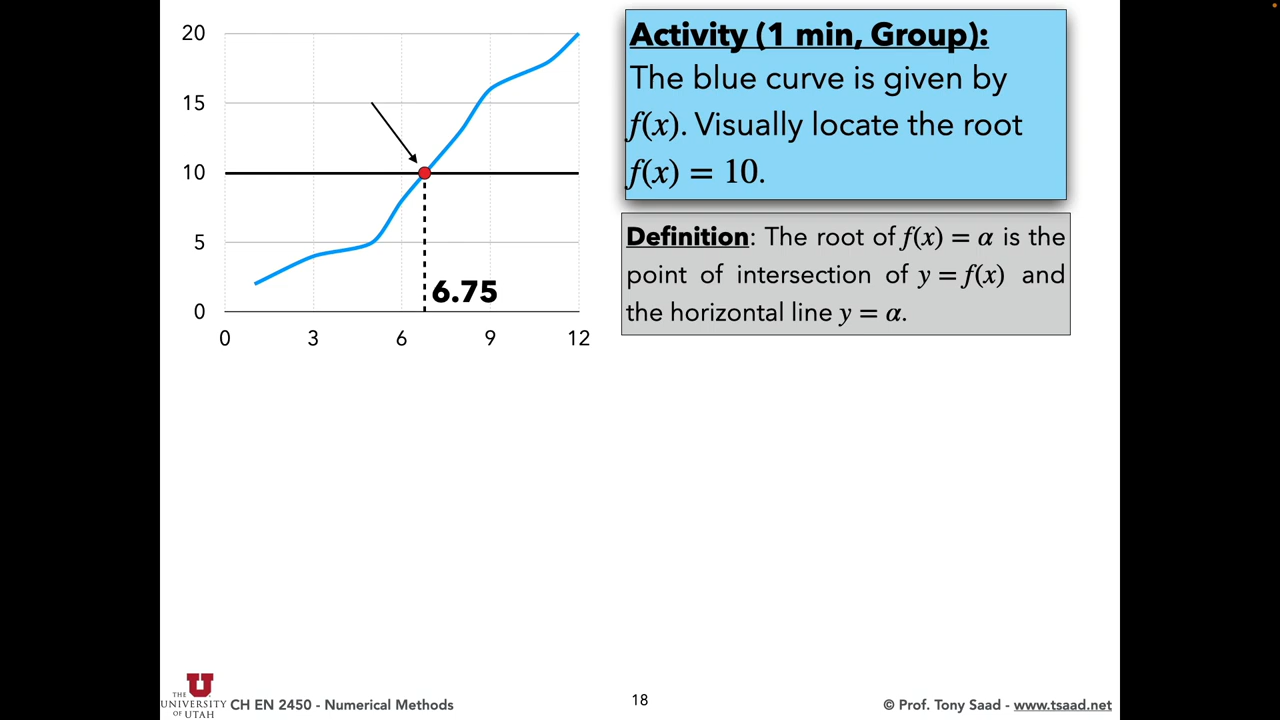 20
15
10
5
0
0 3 6 9 12
6.75
Activity (1 min, Group):
The blue curve is given by
f(x). Visually locate the root
f(x) = 10.
Definition: The root of f(x) = α is the
point of intersection of y = f(x) and
the horizontal line y = α.
THE
UNIVERSITY
OF UTAH
CH EN 2450 - Numerical Methods
18
© Prof. Tony Saad - www.tsaad.net